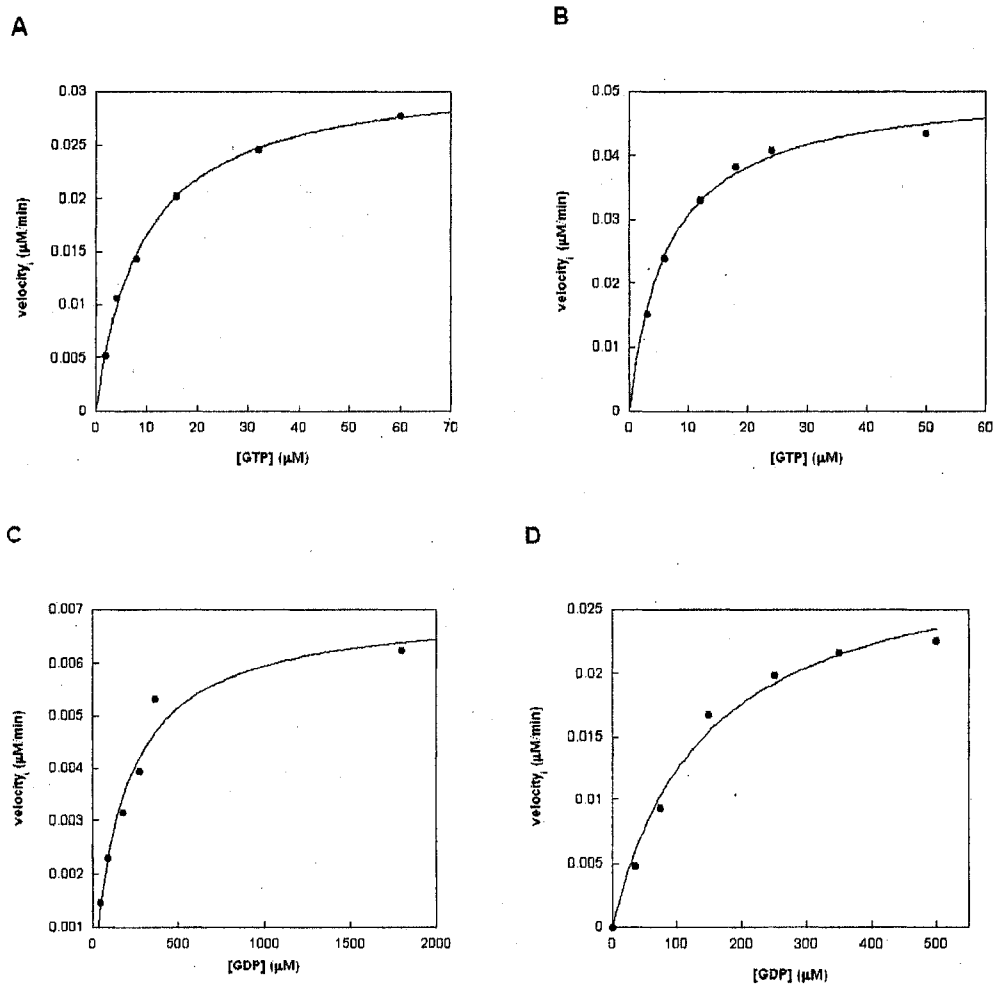 A
B
0.03
0.025
0.02
0.015
0.01
0.005
0
0 10 20 30 40 50 60 70
velocityᵢ (µM/min)
[GTP] (µM)
0.05
0.04
0.03
0.02
0.01
0
0 10 20 30 40 50 60
velocityᵢ (µM/min)
[GTP] (µM)
C
D
0.007
0.006
0.005
0.004
0.003
0.002
0.001
0 500 1000 1500 2000
velocityᵢ (µM/min)
[GDP] (µM)
0.025
0.02
0.015
0.01
0.005
0
0 100 200 300 400 500
velocityᵢ (µM/min)
[GDP] (µM)